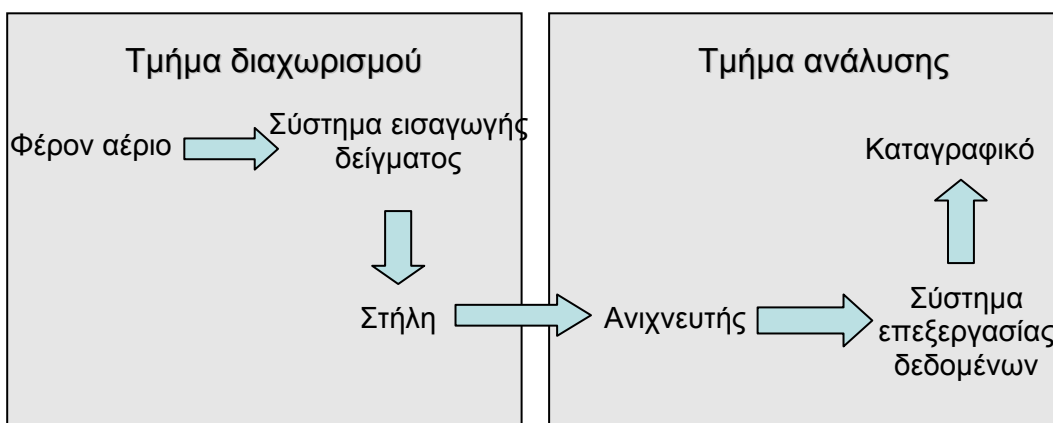 Τμήμα διαχωρισμού
Φέρον αέριο
Σύστημα εισαγωγής
δείγματος
Στήλη
Τμήμα ανάλυσης
Καταγραφικό
Ανιχνευτής
Σύστημα
επεξεργασίας
δεδομένων